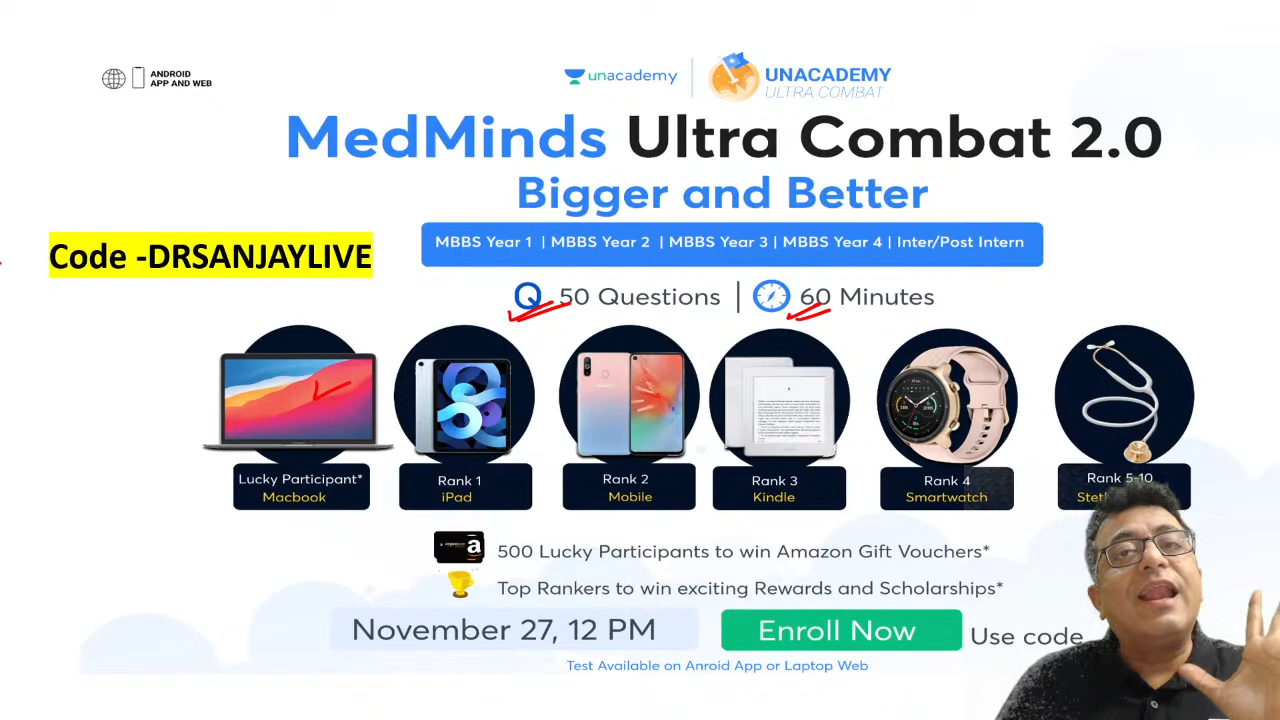 ANDROID
APP AND WEB
unacademy
UNACADEMY
ULTRA COMBAT
MedMinds Ultra Combat 2.0
Bigger and Better
MBBS Year 1 | MBBS Year 2 | MBBS Year 3 | MBBS Year 4 | Inter/Post Intern
Code -DRSANJAYLIVE
50 Questions | 60 Minutes
Lucky Participant*
Macbook
Rank 1
iPad
Rank 2
Mobile
Rank 3
Kindle
Rank 4
Smartwatch
Rank 5-10
500 Lucky Participants to win Amazon Gift Vouchers*
Top Rankers to win exciting Rewards and Scholarships*
November 27, 12 PM
Enroll Now
Use code
Test Available on Anroid App or Laptop Web